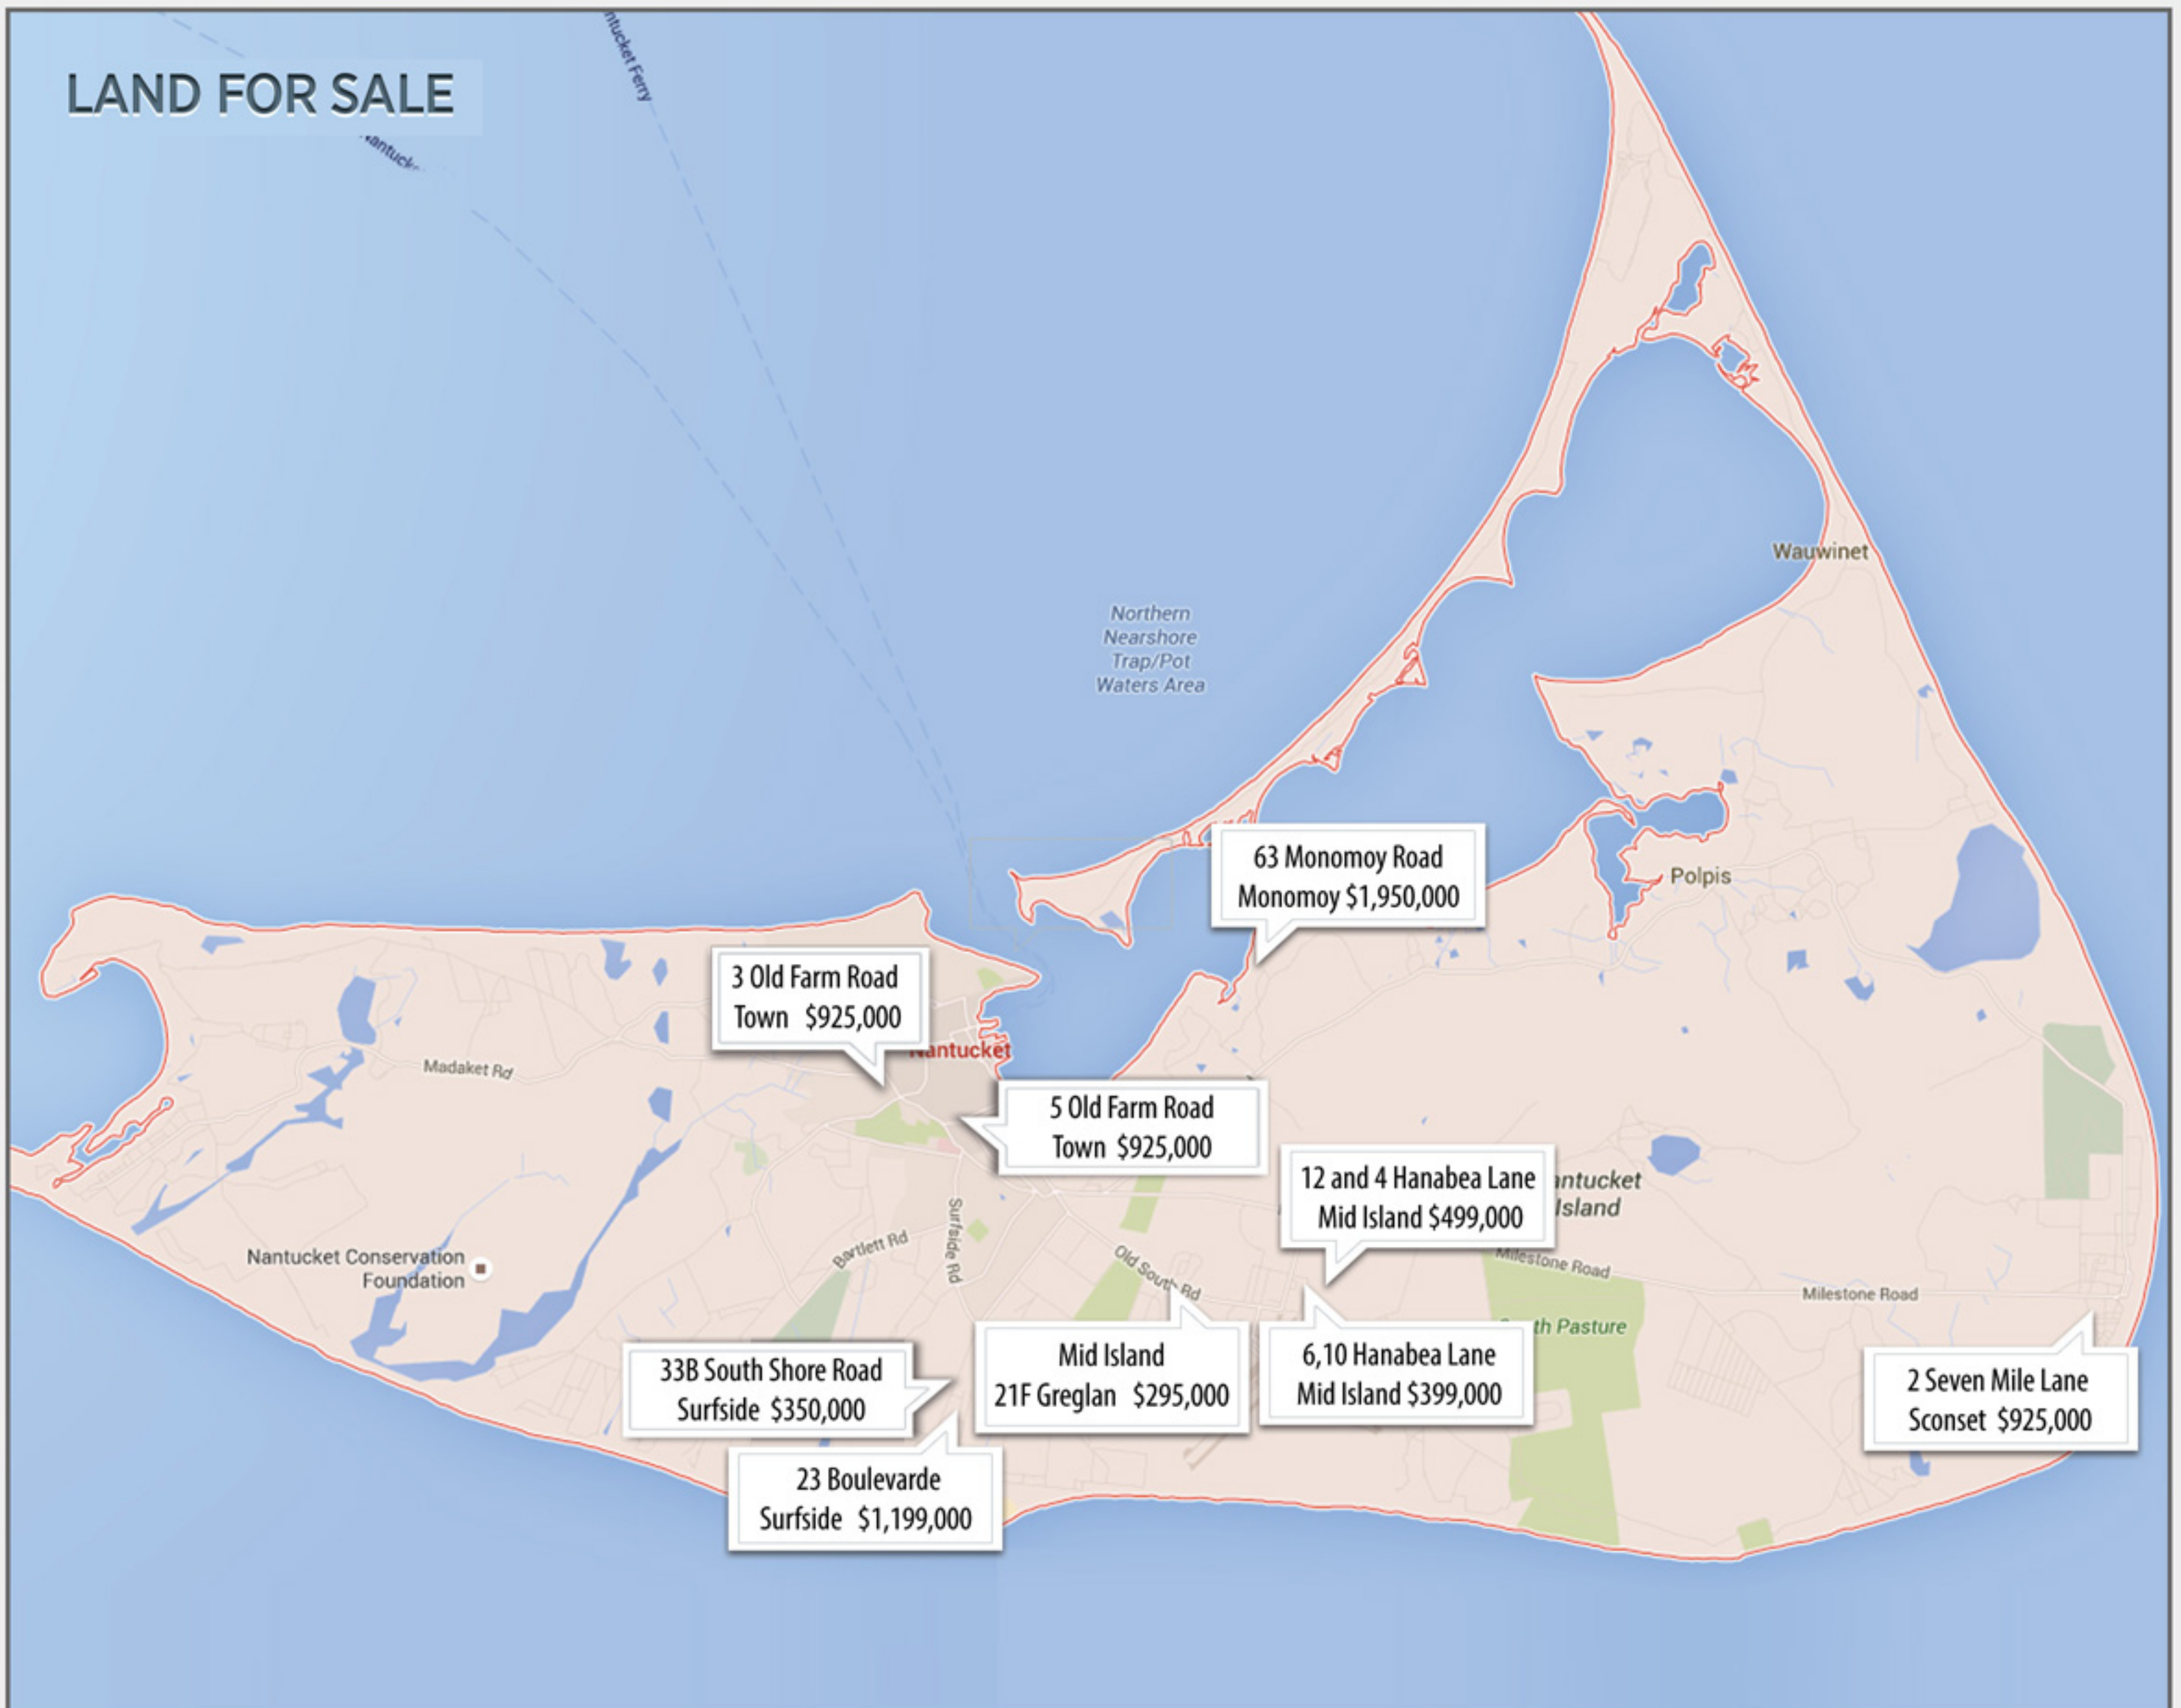 LAND FOR SALE
Ferry
Northern
Nearshore
Trap/Pot
Waters Area
Wauwinet
63 Monomoy Road
Monomoy $1,950,000
Polpis
3 Old Farm Road
Town $925,000
Nantucket
Madaket Rd
5 Old Farm Road
Town $925,000
12 and 4 Hanabea Lane
Mid Island $499,000
Island
Nantucket Conservation
Foundation
Bartlett Rd
Surfside Rd
Old South Rd
Milestone Road
Milestone Road
Pasture
33B South Shore Road
Surfside $350,000
Mid Island
21F Greglan $295,000
6,10 Hanabea Lane
Mid Island $399,000
2 Seven Mile Lane
Sconset $925,000
23 Boulevarde
Surfside $1,199,000